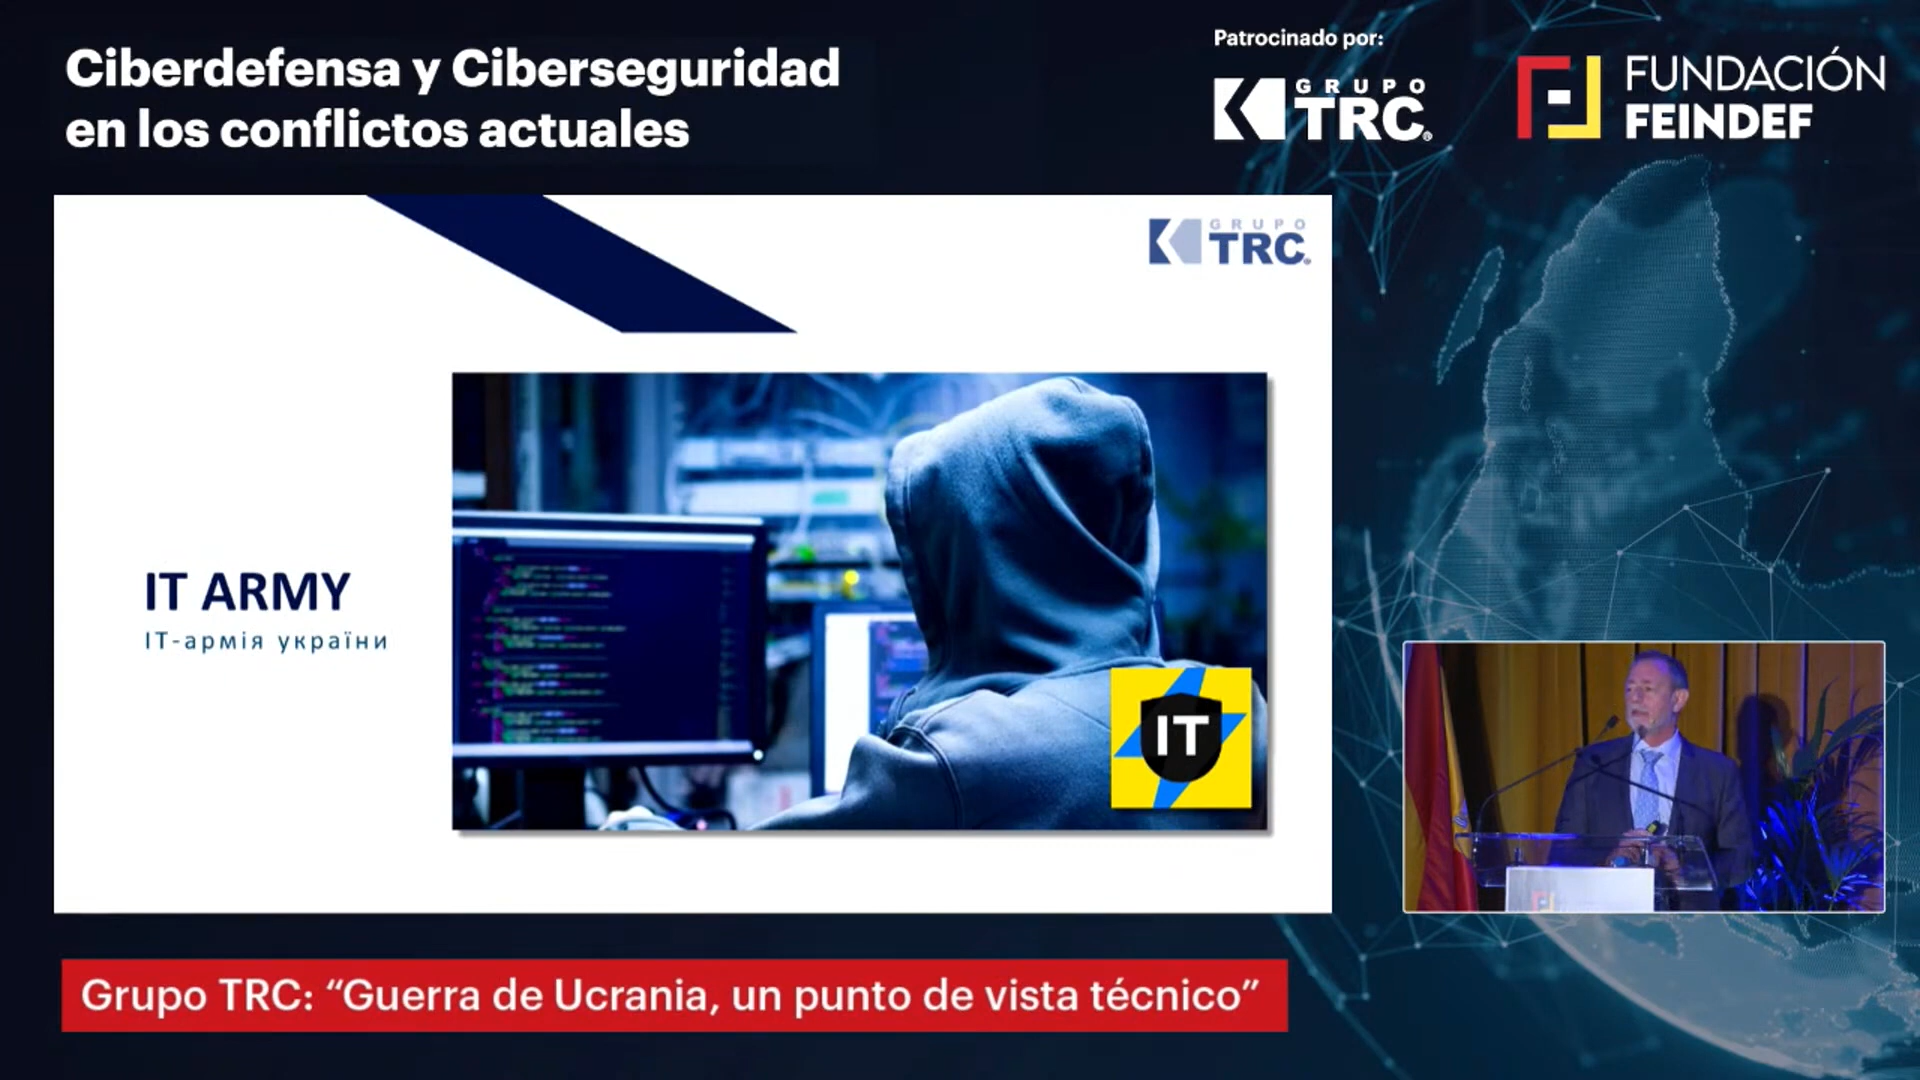 Ciberdefensa y Ciberseguridad
en los conflictos actuales
Patrocinado por:
GRUPO
TRC®
FUNDACIÓN
FEINDEF
GRUPO
TRC®
IT ARMY
ІТ-армія україни
IT
Grupo TRC: “Guerra de Ucrania, un punto de vista técnico”